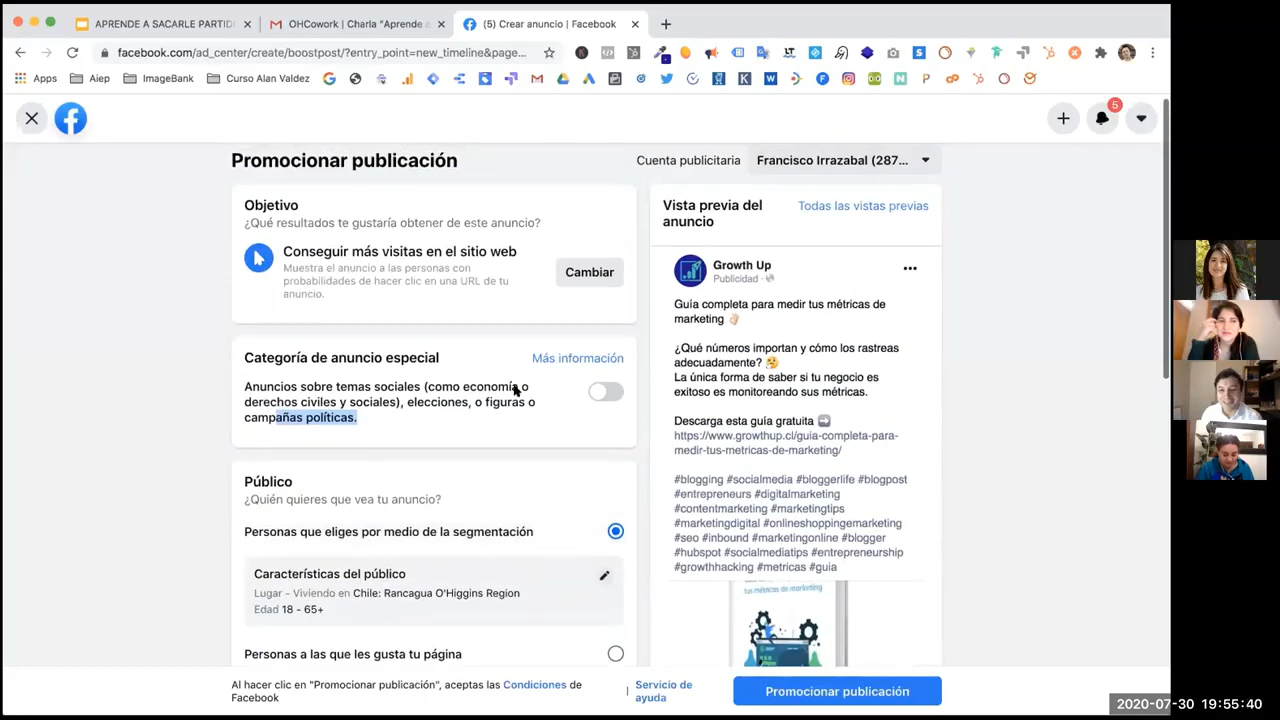 APRENDE A SACARLE PARTID
OHCowork | Charla "Aprende a
(5) Crear anuncio | Facebook
facebook.com/ad_center/create/boostpost/?entry_point=new_timeline&page...
Apps
Aiep
ImageBank
Curso Alan Valdez
5
Promocionar publicación
Cuenta publicitaria
Francisco Irrazabal (287...
Objetivo
¿Qué resultados te gustaría obtener de este anuncio?
Conseguir más visitas en el sitio web
Muestra el anuncio a las personas con
probabilidades de hacer clic en una URL de tu
anuncio.
Cambiar
Categoría de anuncio especial
Más información
Anuncios sobre temas sociales (como economía o
derechos civiles y sociales), elecciones, o figuras o
campañas políticas.
Público
¿Quién quieres que vea tu anuncio?
Personas que eliges por medio de la segmentación
Características del público
Lugar - Viviendo en Chile: Rancagua O'Higgins Region
Edad 18 - 65+
Personas a las que les gusta tu página
Vista previa del
anuncio
Todas las vistas previas
Growth Up
Publicidad ·
Guía completa para medir tus métricas de
marketing 👌🏻
¿Qué números importan y cómo los rastreas
adecuadamente? 🤔
La única forma de saber si tu negocio es
exitoso es monitoreando sus métricas.
Descarga esta guía gratuita ➡
https://www.growthup.cl/guia-completa-para-
medir-tus-metricas-de-marketing/
#blogging #socialmedia #bloggerlife #blogpost
#entrepreneurs #digitalmarketing
#contentmarketing #marketingtips
#marketingdigital #onlineshoppingemarketing
#seo #inbound #marketingonline #blogger
#hubspot #socialmediatips #entrepreneurship
#growthhacking #metricas #guia
tus métricas de marketing
Al hacer clic en "Promocionar publicación", aceptas las Condiciones de
Facebook
Servicio de
ayuda
Promocionar publicación
2020-07-30 19:55:40